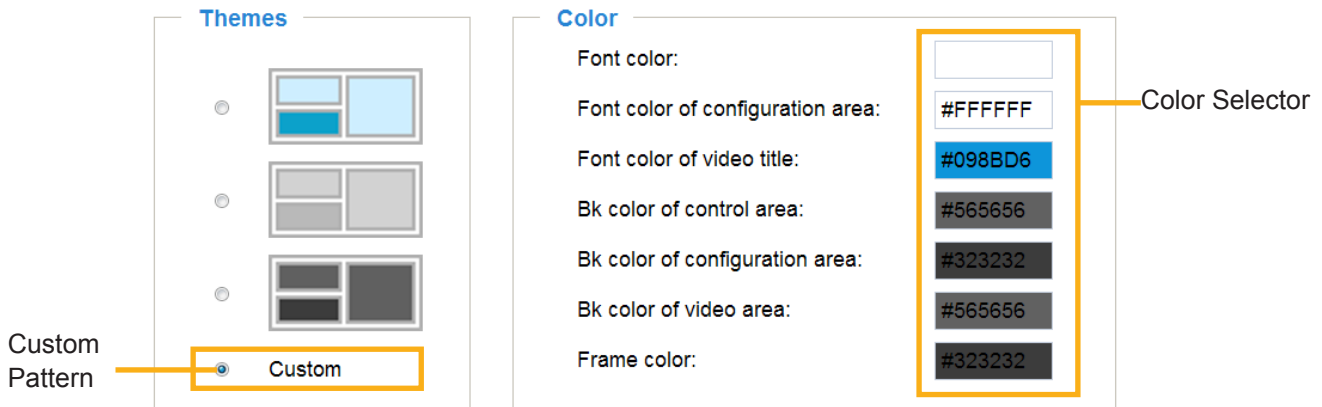 Themes
Custom
Custom
Pattern
Color
Font color:
Font color of configuration area: #FFFFFF
Font color of video title: #098BD6
Bk color of control area: #565656
Bk color of configuration area: #323232
Bk color of video area: #565656
Frame color: #323232
Color Selector